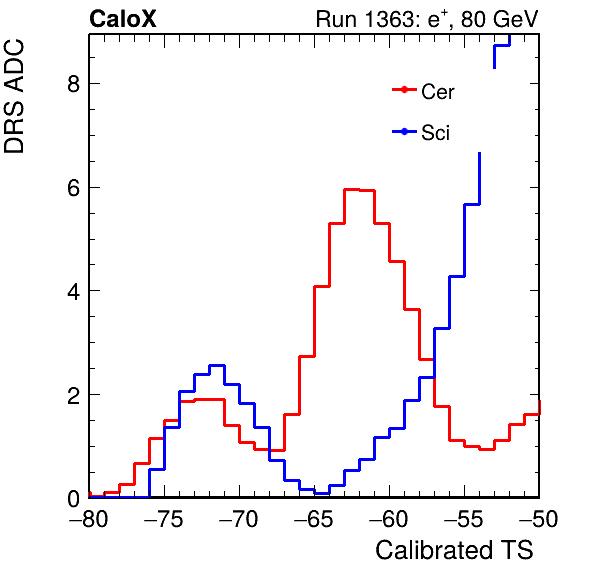 CaloX Run 1363: e⁺, 80 GeV
DRS ADC
8
6
4
2
0
Cer
Sci
−80 −75 −70 −65 −60 −55 −50
Calibrated TS